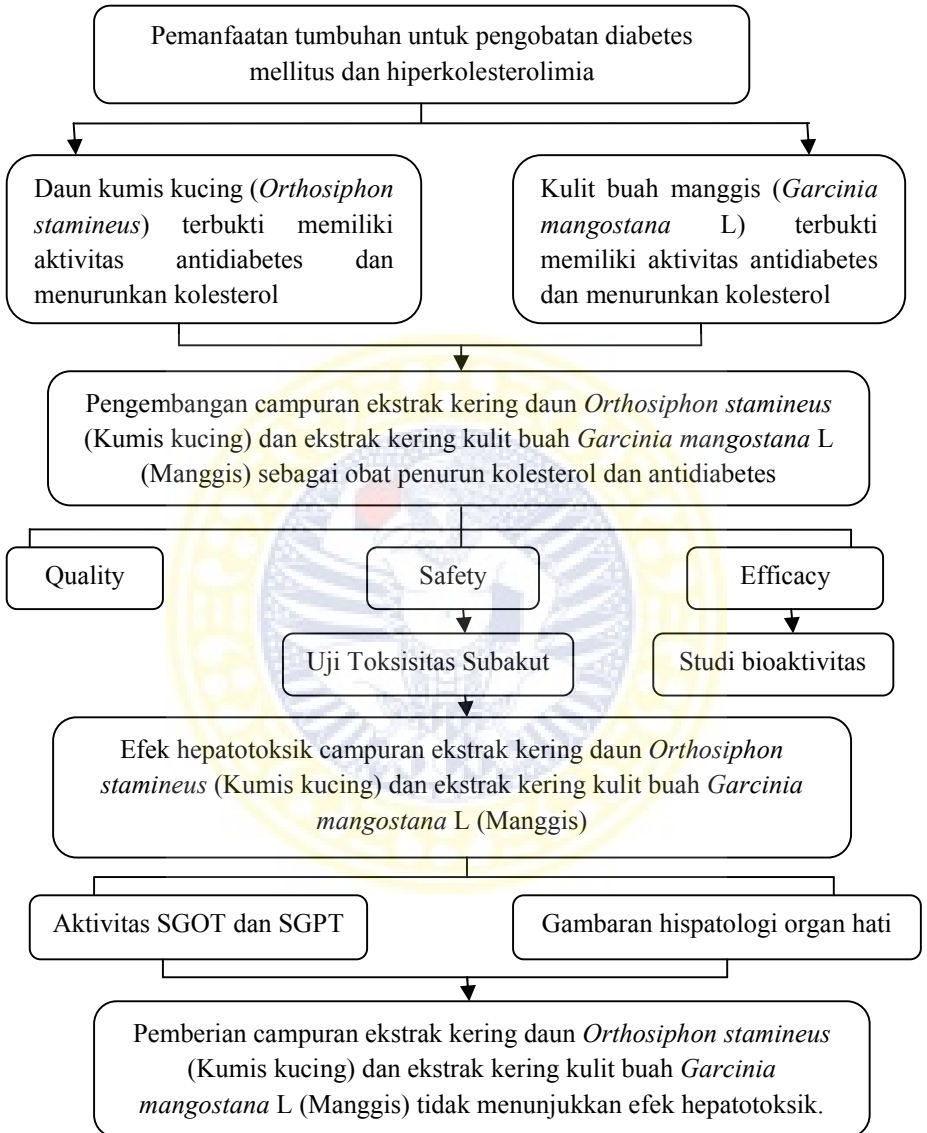 Pemanfaatan tumbuhan untuk pengobatan diabetes
mellitus dan hiperkolesterolimia
Daun kumis kucing (Orthosiphon
stamineus) terbukti memiliki
aktivitas antidiabetes dan
menurunkan kolesterol
Kulit buah manggis (Garcinia
mangostana L) terbukti
memiliki aktivitas antidiabetes
dan menurunkan kolesterol
Pengembangan campuran ekstrak kering daun Orthosiphon stamineus
(Kumis kucing) dan ekstrak kering kulit buah Garcinia mangostana L
(Manggis) sebagai obat penurun kolesterol dan antidiabetes
Quality
Safety
Efficacy
Uji Toksisitas Subakut
Studi bioaktivitas
Efek hepatotoksik campuran ekstrak kering daun Orthosiphon
stamineus (Kumis kucing) dan ekstrak kering kulit buah Garcinia
mangostana L (Manggis)
Aktivitas SGOT dan SGPT
Gambaran hispatologi organ hati
Pemberian campuran ekstrak kering daun Orthosiphon stamineus
(Kumis kucing) dan ekstrak kering kulit buah Garcinia
mangostana L (Manggis) tidak menunjukkan efek hepatotoksik.